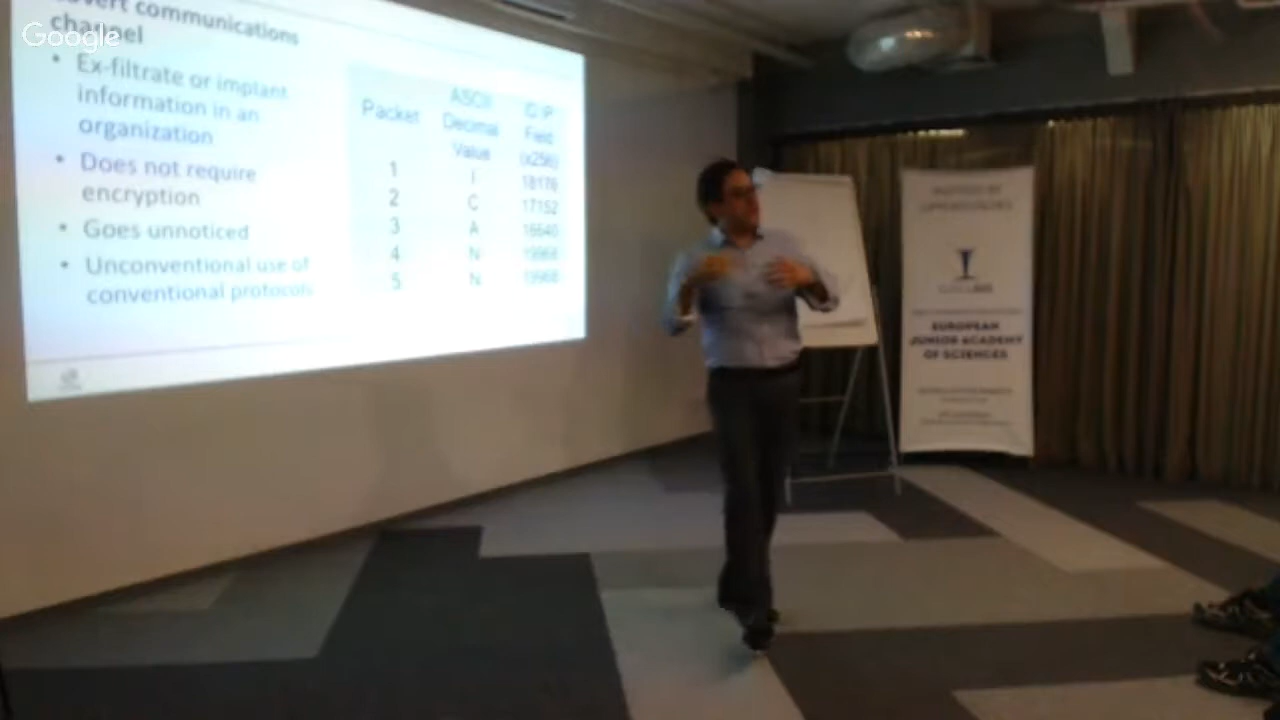 Google
communications
channel
• Ex-filtrate or implant
information in an
organization
• Does not require
encryption
• Goes unnoticed
• Unconventional use of
conventional protocols
Packet ASCII Decimal Value ID IP Field (x256)
1 I 18176
2 C 17152
3 A 16640
4 N 19968
5 N 19968
EUROPEAN
JUNIOR ACADEMY
OF SCIENCES